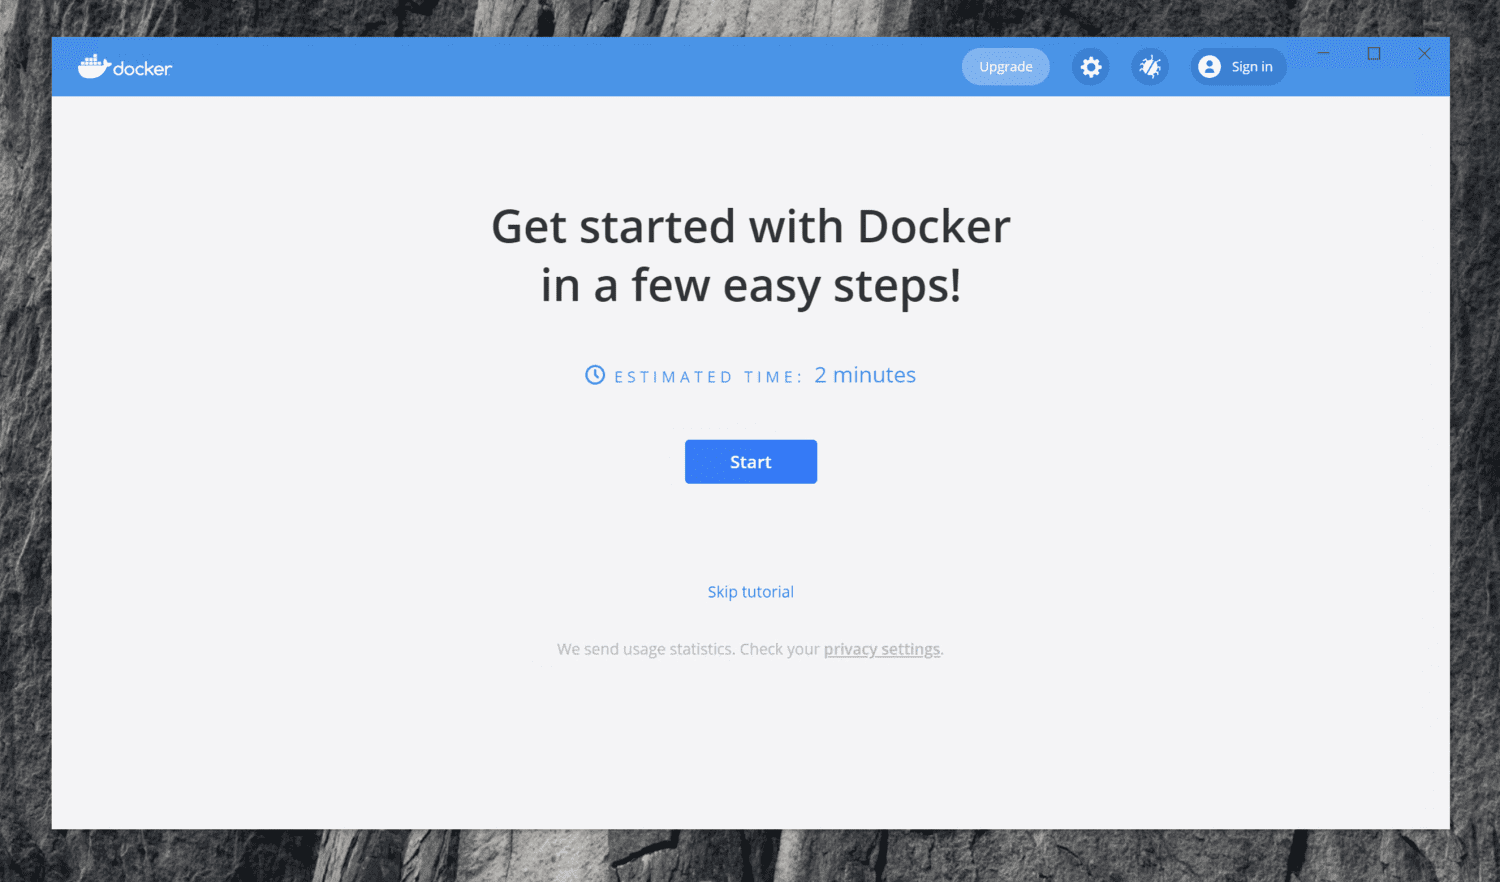 docker
Upgrade
Sign in
Get started with Docker
in a few easy steps!
ESTIMATED TIME: 2 minutes
Start
Skip tutorial
We send usage statistics. Check your privacy settings.